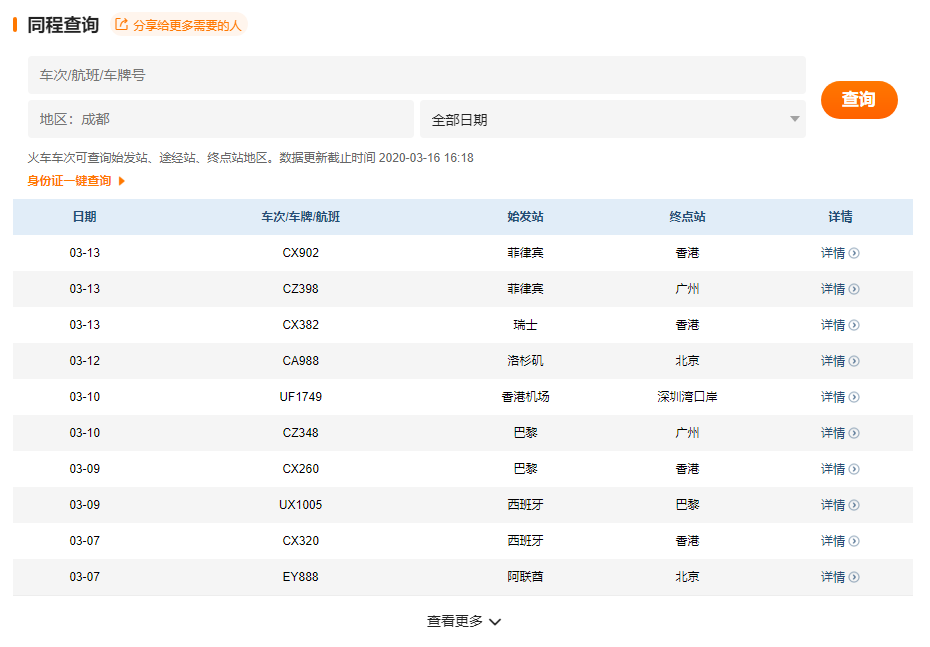 同程查询 分享给更多需要的人
车次/航班/车牌号
查询
地区：成都 全部日期
火车车次可查询始发站、途经站、终点站地区。数据更新截止时间 2020-03-16 16:18
身份证一键查询
日期 车次/车牌/航班 始发站 终点站 详情
03-13 CX902 菲律宾 香港 详情
03-13 CZ398 菲律宾 广州 详情
03-13 CX382 瑞士 香港 详情
03-12 CA988 洛杉矶 北京 详情
03-10 UF1749 香港机场 深圳湾口岸 详情
03-10 CZ348 巴黎 广州 详情
03-09 CX260 巴黎 香港 详情
03-09 UX1005 西班牙 巴黎 详情
03-07 CX320 西班牙 香港 详情
03-07 EY888 阿联酋 北京 详情
查看更多